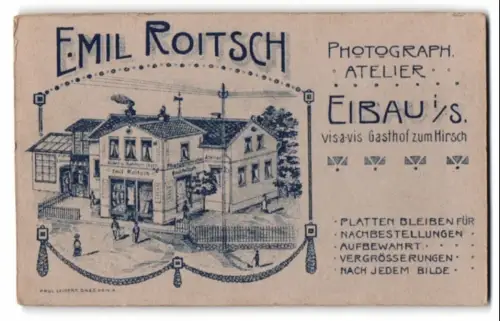 EMIL ROITSCH
PHOTOGRAPH.
ATELIER
EIBAU i/S.
vis-a-vis Gasthof zum Hirsch
· PLATTEN BLEIBEN FÜR
· NACHBESTELLUNGEN ·
· AUFBEWAHRT ·
· VERGRÖSSERUNGEN ·
· NACH JEDEM BILDE ·